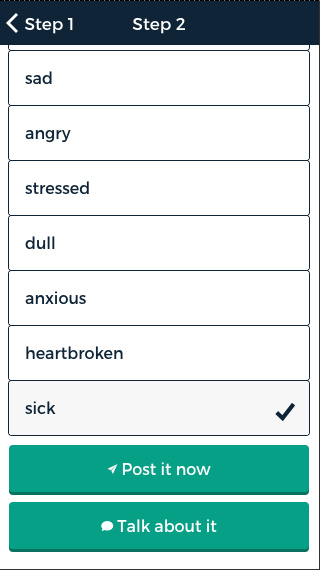 Step 1 Step 2
sad
angry
stressed
dull
anxious
heartbroken
sick
Post it now
Talk about it